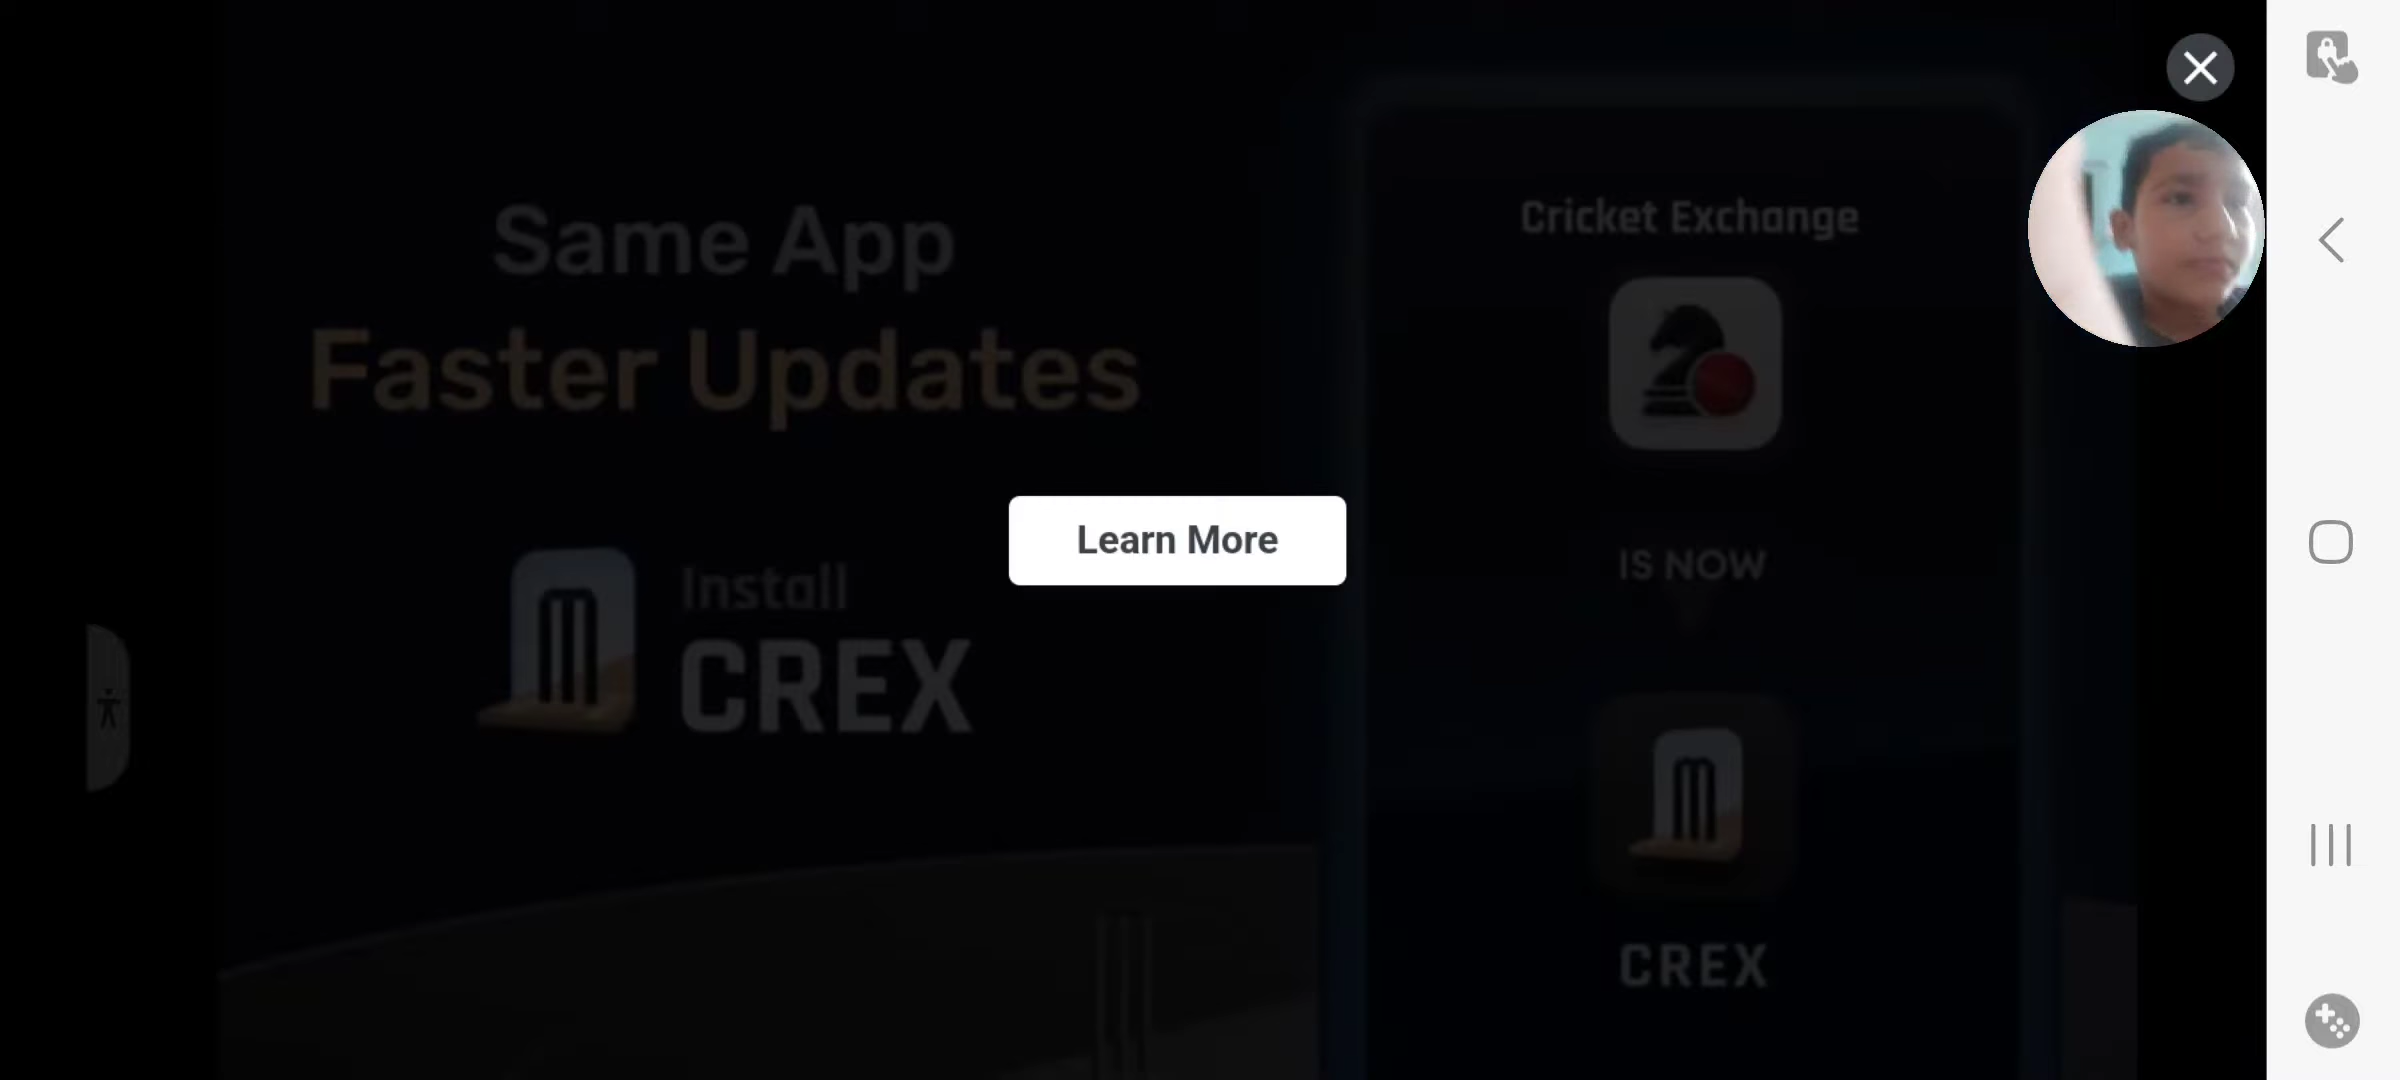 Same App
Faster Updates
Install
CREX
Learn More
Cricket Exchange
IS NOW
CREX